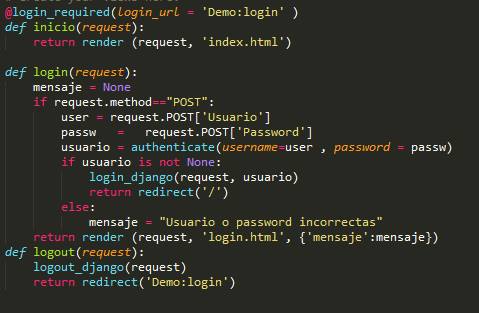 @login_required(login_url = 'Demo:login' )
def inicio(request):
    return render (request, 'index.html')

def login(request):
    mensaje = None
    if request.method=="POST":
        user = request.POST['Usuario']
        passw   =   request.POST['Password']
        usuario = authenticate(username=user , password = passw)
        if usuario is not None:
            login_django(request, usuario)
            return redirect('/')
        else:
            mensaje = "Usuario o password incorrectas"
    return render (request, 'login.html', {'mensaje':mensaje})
def logout(request):
    logout_django(request)
    return redirect('Demo:login')